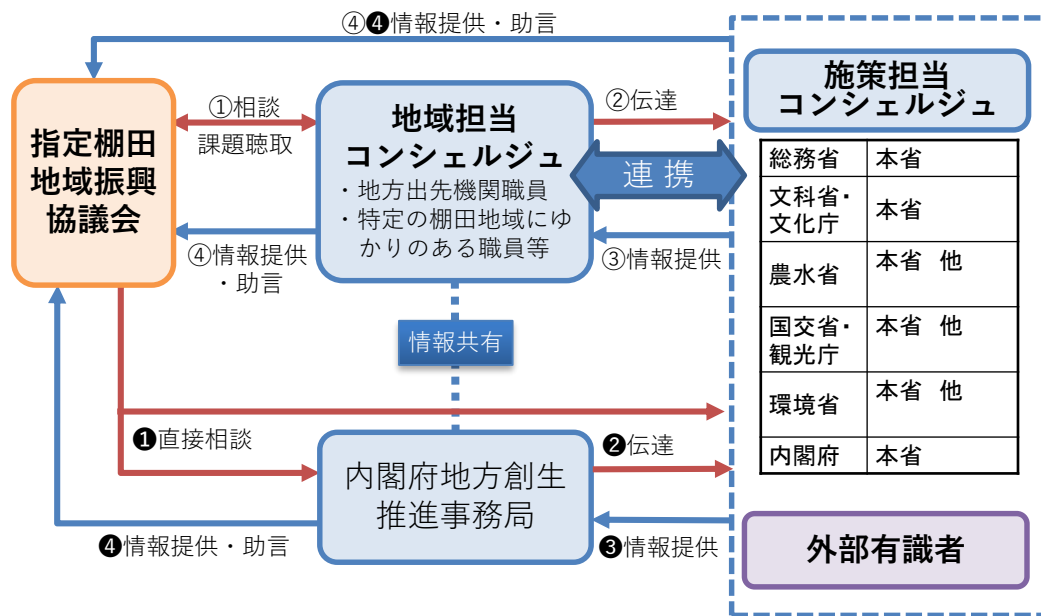 ④❹情報提供・助言
指定棚田
地域振興
協議会
①相談
課題聴取
地域担当
コンシェルジュ
・地方出先機関職員
・特定の棚田地域にゆ
かりのある職員等
②伝達
連携
③情報提供
④情報提供
・助言
情報共有
❶直接相談
❷伝達
内閣府地方創生
推進事務局
❹情報提供・助言
❸情報提供
施策担当
コンシェルジュ
総務省 本省
文科省・
文化庁 本省
農水省 本省 他
国交省・ 本省 他
観光庁
環境省 本省 他
内閣府 本省
外部有識者